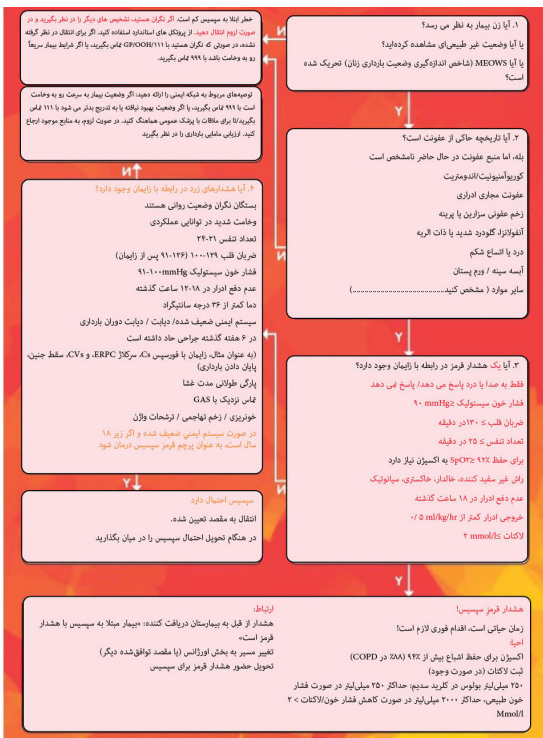 ۱. آیا زن بیمار به نظر می رسد؟
یا آیا وضعیت غیر طبیعی‌ای مشاهده کرده‌اید؟
یا آیا MEOWS (شاخص اندازه‌گیری وضعیت بارداری زنان) تحریک شده
است؟
خطر ابتلا به سپسیس کم است. اگر نگران هستید، تشخیص های دیگر را در نظر بگیرید و در
صورت لزوم انتقال دهید. از پروتکل های استاندارد استفاده کنید. اگر برای انتقال در نظر گرفته
نشده، در صورتی که نگران هستید با GP/OOH/۱۱۱ تماس بگیرید، یا اگر شرایط بیمار سریعاً
رو به وخامت باشد با ۹۹۹ تماس بگیرید.
توصیه‌های مربوط به شبکه ایمنی را ارائه دهید: اگر وضعیت بیمار به سرعت رو به وخامت
است با ۹۹۹ تماس بگیرید، یا اگر وضعیت بهبود نیافته یا به تدریج بدتر می شود با ۱۱۱ تماس
بگیرید/تا برای ملاقات با پزشک عمومی هماهنگ کنید. در صورت لزوم، به منابع موجود ارجاع
کنید. ارزیابی مامایی بارداری را در نظر بگیرید
N
Y
N
۲. آیا تاریخچه حاکی از عفونت است؟
بله، اما منبع عفونت در حال حاضر نامشخص است
کوریوآمنیونیت/اندومتریت
عفونت مجاری ادراری
زخم عفونی سزارین یا پرینه
آنفولانزا، گلودرد شدید یا ذات الریه
درد یا اتساع شکم
آبسه سینه / ورم پستان
سایر موارد ( مشخص کنید............................................)
N
۴. آیا هشدارهای زرد در رابطه با زایمان وجود دارد؟
بستگان نگران وضعیت روانی هستند
وخامت شدید در توانایی عملکردی
تعداد تنفس ۲۱-۲۴
ضربان قلب ۱۲۹-۱۰۰ (۱۲۶-۹۱ پس از زایمان)
فشار خون سیستولیک ۹۱-۱۰۰mmHg
عدم دفع ادرار در ۱۸-۱۲ ساعت گذشته
دما کمتر از ۳۶ درجه سانتیگراد
سیستم ایمنی ضعیف شده/ دیابت / دیابت دوران بارداری
در ۶ هفته گذشته جراحی حاد داشته است
(به عنوان مثال، زایمان با فورسپس Cs، سرکلاژ ERPC، و CVs، سقط جنین،
پایان دادن بارداری)
پارگی طولانی مدت غشا
تماس نزدیک با GAS
خونریزی / زخم تهاجمی / ترشحات واژن
در صورت سیستم ایمنی ضعیف شده و اگر زیر ۱۸
سال است، به عنوان پرچم قرمز سپسیس درمان شود
Y
۳. آیا یک هشدار قرمز در رابطه با زایمان وجود دارد؟
فقط به صدا یا درد پاسخ می دهد/ پاسخ نمی دهد
فشار خون سیستولیک ≤۹۰ mmHg
ضربان قلب ≥ ۱۳۰در دقیقه
تعداد تنفس ≥ ۲۵ در دقیقه
برای حفظ SpO۲≥ ۹۲٪ به اکسیژن نیاز دارد
راش غیر سفید کننده، خالدار، خاکستری، سیانوتیک
عدم دفع ادرار در ۱۸ ساعت گذشته
خروجی ادرار کمتر از ۰/۵ ml/kg/hr
لاکتات ≥۲ mmol/l
N
Y
سپسیس احتمال دارد
انتقال به مقصد تعیین شده.
در هنگام تحویل احتمال سپسیس را در میان بگذارید
Y
هشدار قرمز سپسیس!
زمان حیاتی است، اقدام فوری لازم است!
احیا:
اکسیژن برای حفظ اشباع بیش از ۹۴٪ (۸۸٪ در COPD)
ثبت لاکتات (در صورت وجود)
۲۵۰ میلی‌لیتر بولوس در کلرید سدیم: حداکثر ۲۵۰ میلی‌لیتر در صورت فشار
خون طبیعی، حداکثر ۲۰۰۰ میلی‌لیتر در صورت کاهش فشار خون/لاکتات > ۲
Mmol/l
ارتباط:
هشدار از قبل به بیمارستان دریافت کننده: «بیمار مبتلا به سپسیس با هشدار
قرمز است»
تغییر مسیر به بخش اورژانس (یا مقصد توافق‌شده دیگر)
تحویل حضور هشدار قرمز برای سپسیس